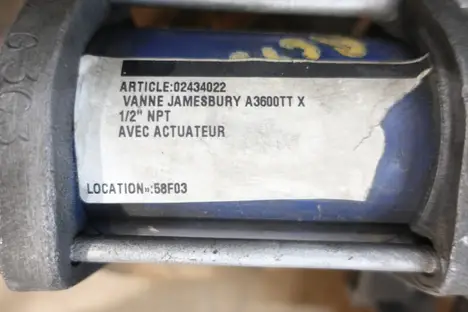 ARTICLE:02434022
VANNE JAMESBURY A3600TT X
1/2" NPT
AVEC ACTUATEUR
LOCATION=:58F03